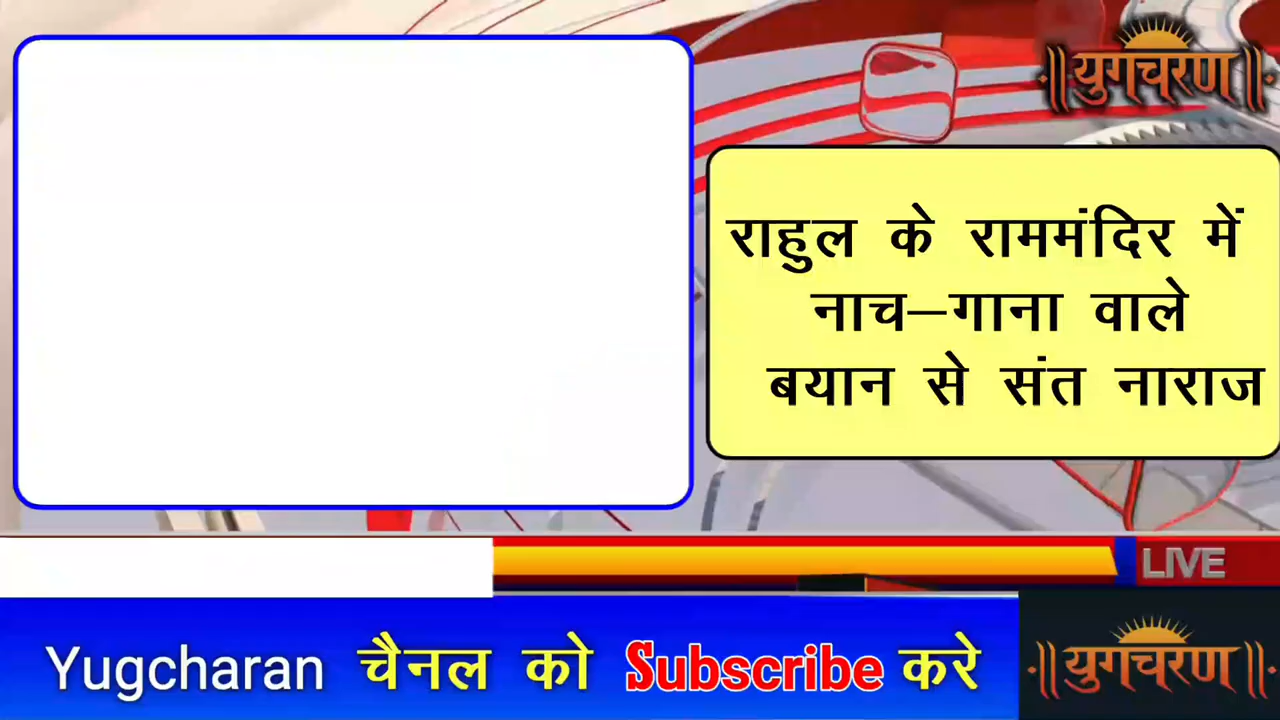 ॥युगचरण॥
राहुल के राममंदिर में
नाच–गाना वाले
बयान से संत नाराज
LIVE
Yugcharan चैनल को Subscribe करे
॥युगचरण॥